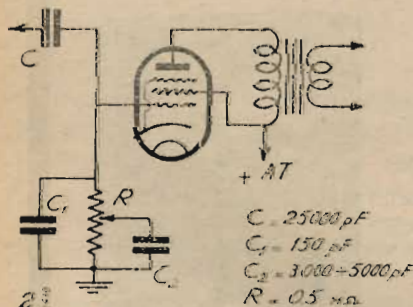 C
C₁
R
C₂
+ AT
C = 25000 pF
C₁ = 150 pF
C₂ = 3000÷5000 pF
R = 0.5 MΩ